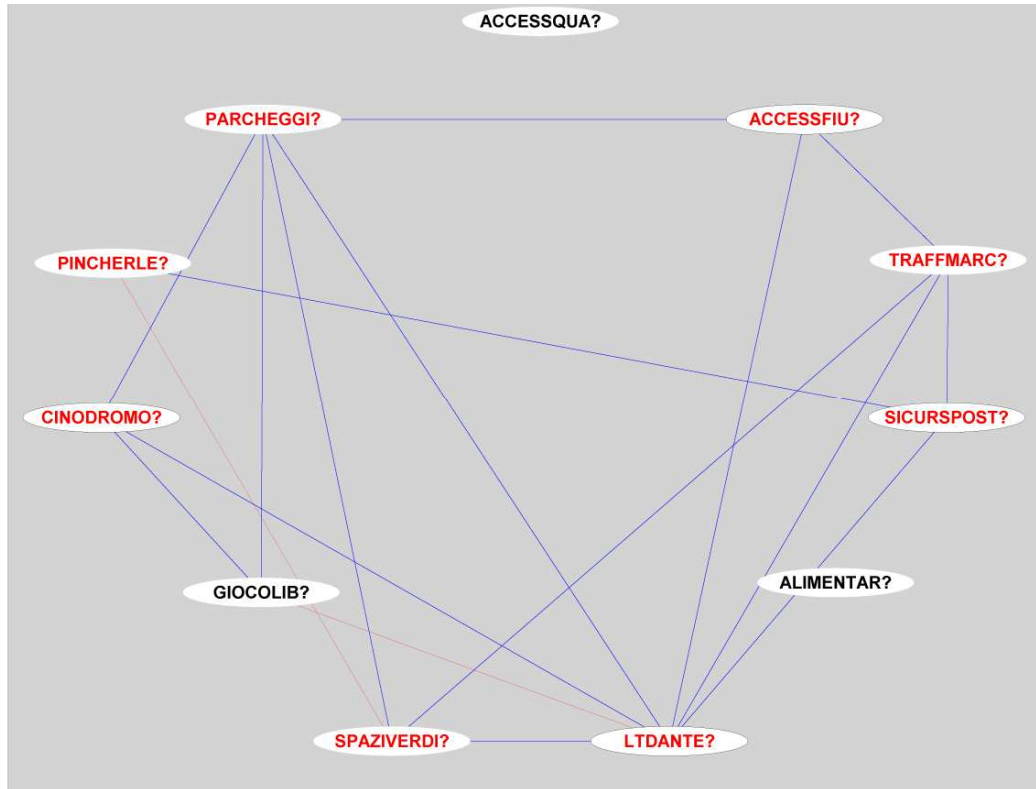 ACCESSQUA?
PARCHEGGI?
ACCESSFIU?
PINCHERLE?
TRAFFMARC?
CINODROMO?
SICURSPOST?
GIOCOLIB?
ALIMENTAR?
SPAZIVERDI?
LTDANTE?